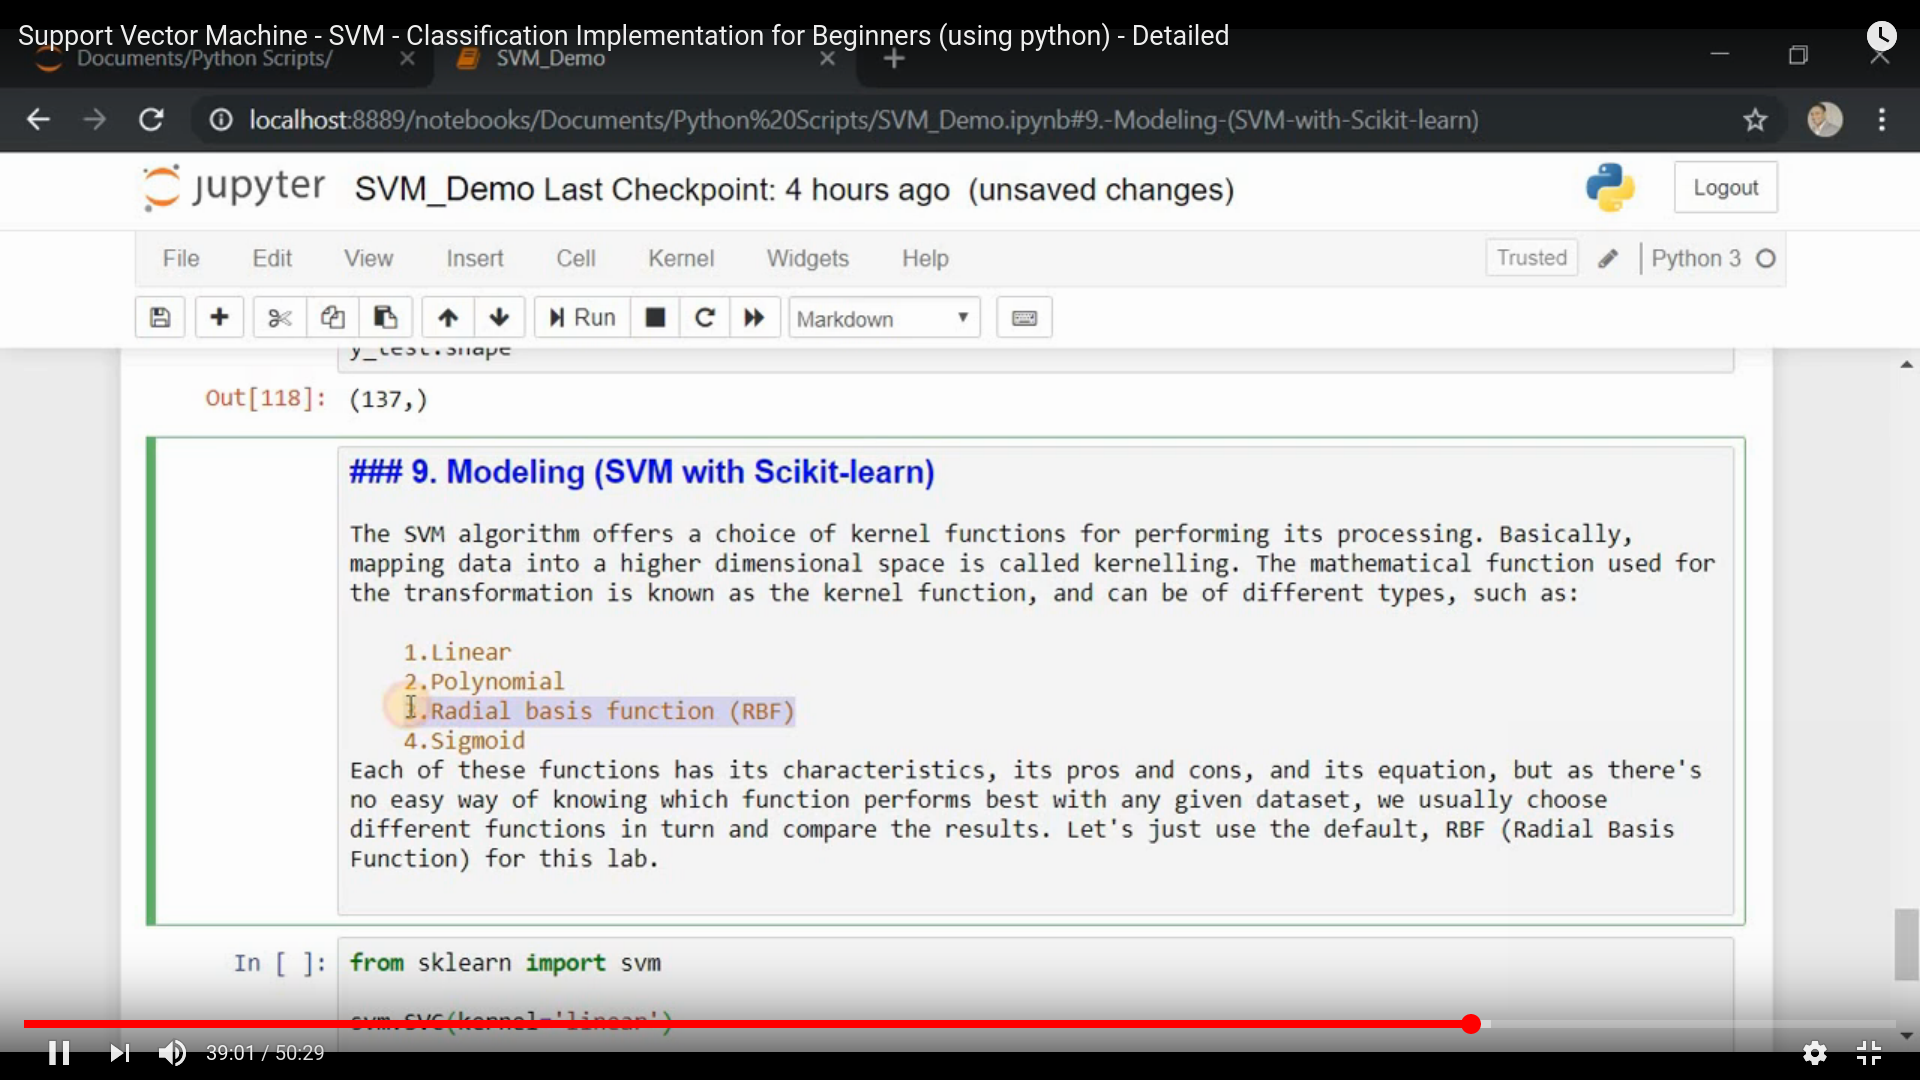 Support Vector Machine - SVM - Classification Implementation for Beginners (using python) - Detailed
Documents/Python Scripts/
SVM_Demo
localhost:8889/notebooks/Documents/Python%20Scripts/SVM_Demo.ipynb#9.-Modeling-(SVM-with-Scikit-learn)
jupyter SVM_Demo Last Checkpoint: 4 hours ago (unsaved changes)
Logout
File Edit View Insert Cell Kernel Widgets Help
Trusted
Python 3
Run
Markdown
y_test.shape
Out[118]: (137,)
### 9. Modeling (SVM with Scikit-learn)
The SVM algorithm offers a choice of kernel functions for performing its processing. Basically,
mapping data into a higher dimensional space is called kernelling. The mathematical function used for
the transformation is known as the kernel function, and can be of different types, such as:
1.Linear
2.Polynomial
3.Radial basis function (RBF)
4.Sigmoid
Each of these functions has its characteristics, its pros and cons, and its equation, but as there's
no easy way of knowing which function performs best with any given dataset, we usually choose
different functions in turn and compare the results. Let's just use the default, RBF (Radial Basis
Function) for this lab.
In [ ]: from sklearn import svm
svm.SVC(kernel='linear')
39:01 / 50:29